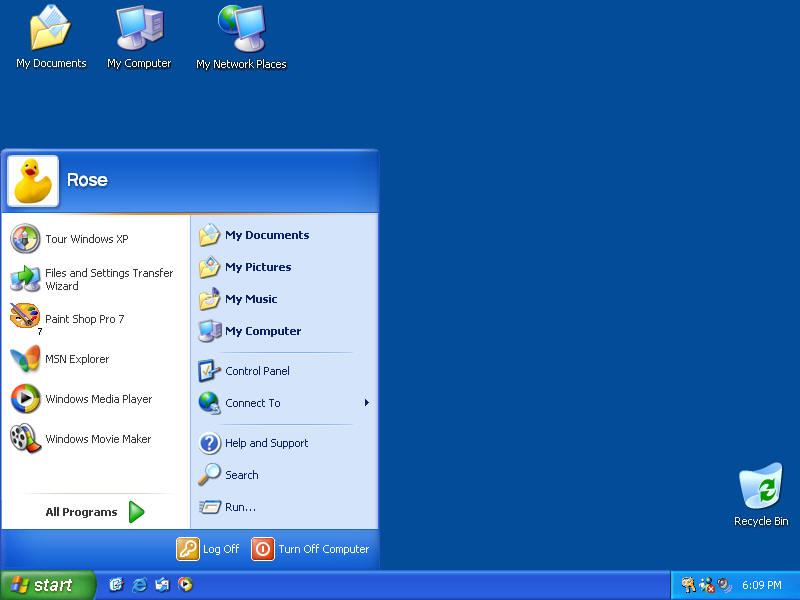 My Documents
My Computer
My Network Places
Rose
Tour Windows XP
Files and Settings Transfer
Wizard
Paint Shop Pro 7
7
MSN Explorer
Windows Media Player
Windows Movie Maker
All Programs
My Documents
My Pictures
My Music
My Computer
Control Panel
Connect To
Help and Support
Search
Run...
Log Off
Turn Off Computer
Recycle Bin
start
6:09 PM